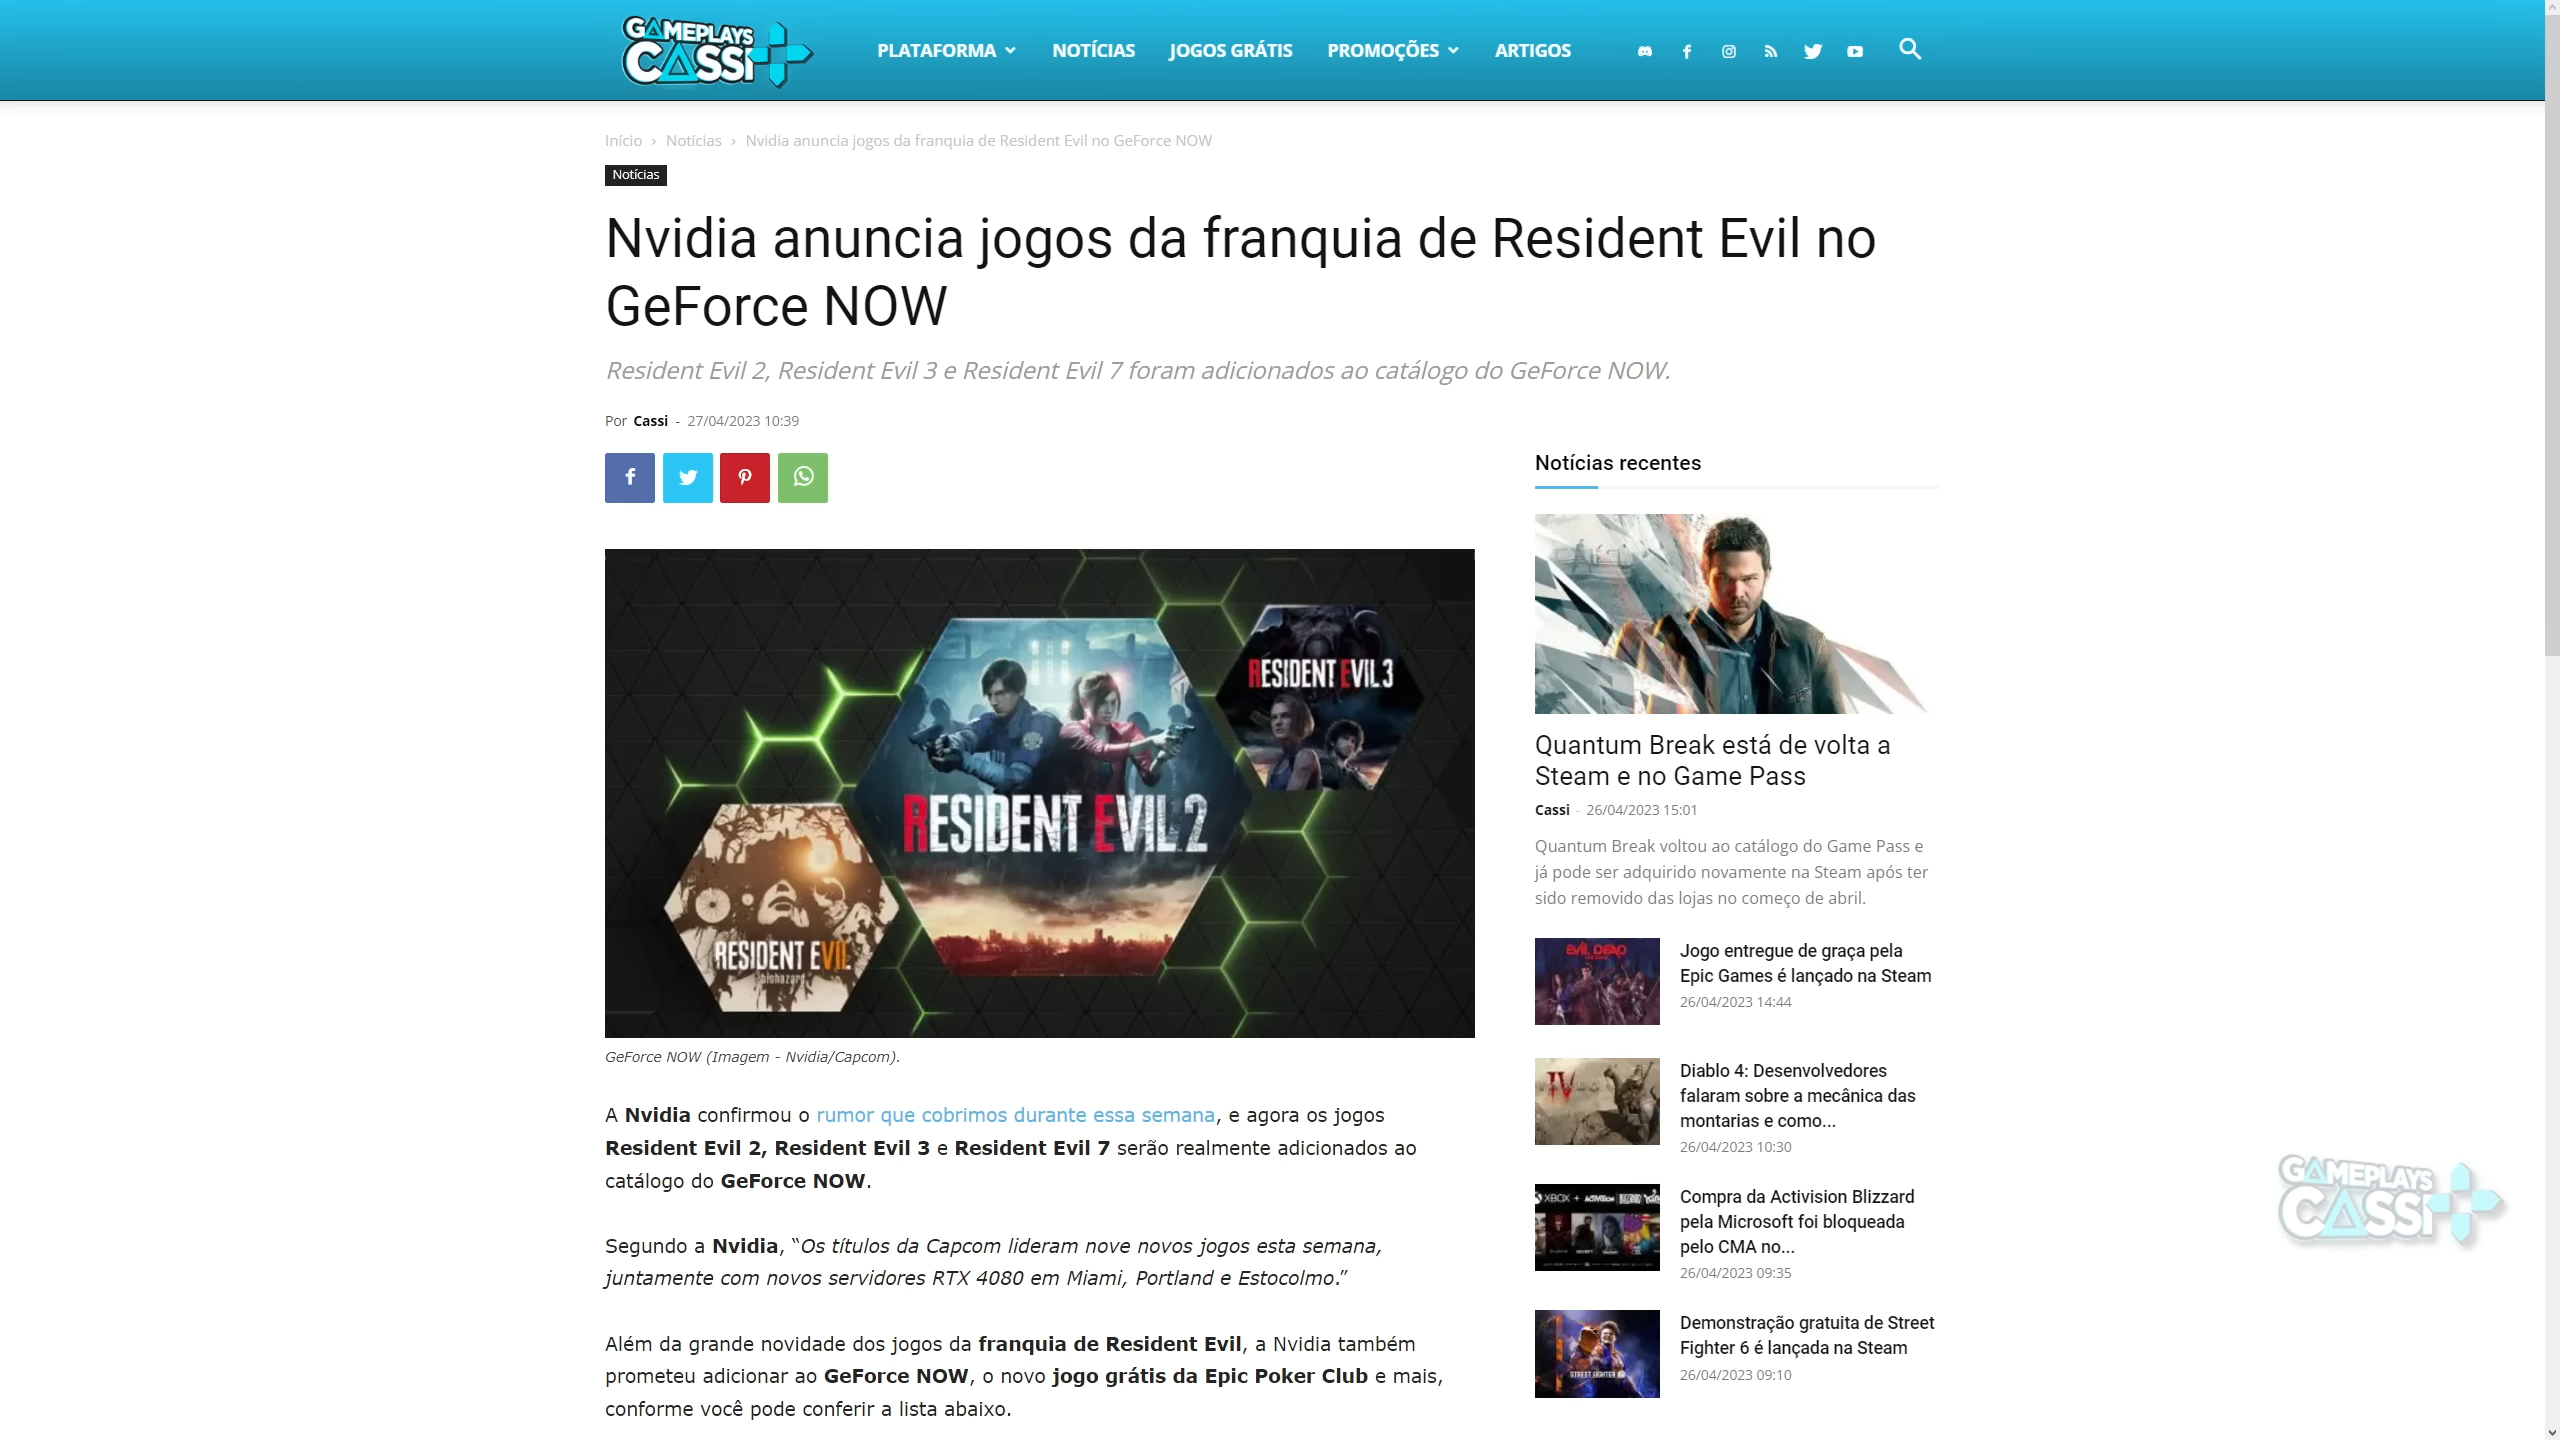 GAMEPLAYS
CASSI
PLATAFORMA
NOTÍCIAS
JOGOS GRÁTIS
PROMOÇÕES
ARTIGOS
Início › Notícias › Nvidia anuncia jogos da franquia de Resident Evil no GeForce NOW
Notícias
Nvidia anuncia jogos da franquia de Resident Evil no
GeForce NOW
Resident Evil 2, Resident Evil 3 e Resident Evil 7 foram adicionados ao catálogo do GeForce NOW.
Por Cassi - 27/04/2023 10:39
RESIDENT EVIL 3
RESIDENT EVIL 2
RESIDENT EVIL
biohazard
GeForce NOW (Imagem - Nvidia/Capcom).
A Nvidia confirmou o rumor que cobrimos durante essa semana, e agora os jogos
Resident Evil 2, Resident Evil 3 e Resident Evil 7 serão realmente adicionados ao
catálogo do GeForce NOW.
Segundo a Nvidia, “Os títulos da Capcom lideram nove novos jogos esta semana,
juntamente com novos servidores RTX 4080 em Miami, Portland e Estocolmo.”
Além da grande novidade dos jogos da franquia de Resident Evil, a Nvidia também
prometeu adicionar ao GeForce NOW, o novo jogo grátis da Epic Poker Club e mais,
conforme você pode conferir a lista abaixo.
Notícias recentes
Quantum Break está de volta a
Steam e no Game Pass
Cassi - 26/04/2023 15:01
Quantum Break voltou ao catálogo do Game Pass e
já pode ser adquirido novamente na Steam após ter
sido removido das lojas no começo de abril.
EVIL DEAD
Jogo entregue de graça pela
Epic Games é lançado na Steam
26/04/2023 14:44
IV
Diablo 4: Desenvolvedores
falaram sobre a mecânica das
montarias e como...
26/04/2023 10:30
XBOX + ACTIVISION
Compra da Activision Blizzard
pela Microsoft foi bloqueada
pelo CMA no...
26/04/2023 09:35
STREET FIGHTER 6
Demonstração gratuita de Street
Fighter 6 é lançada na Steam
26/04/2023 09:10
GAMEPLAYS
CASSI